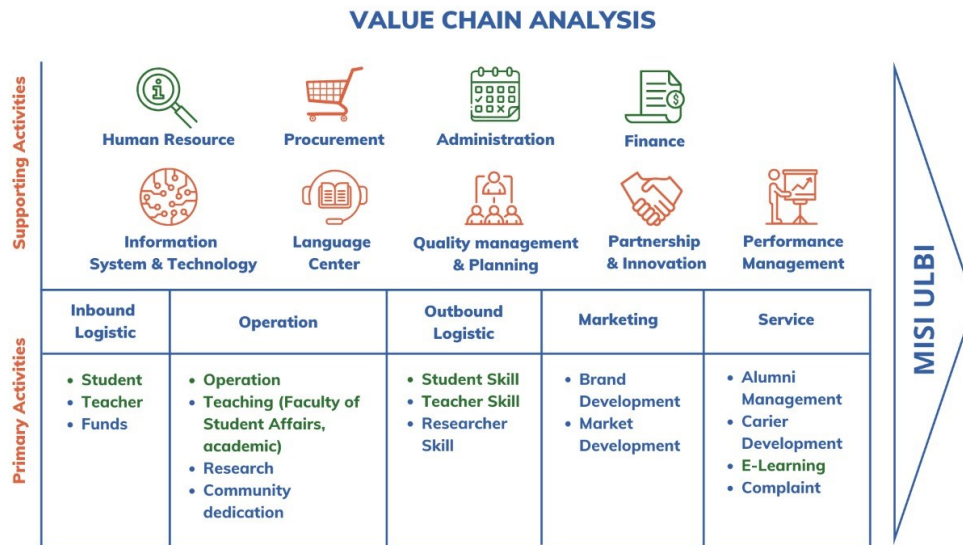 VALUE CHAIN ANALYSIS
Supporting Activities
Human Resource
Procurement
Administration
Finance
Information
System & Technology
Language
Center
Quality management
& Planning
Partnership
& Innovation
Performance
Management
MISI ULBI
Primary Activities
Inbound
Logistic
Operation
Outbound
Logistic
Marketing
Service
• Student
• Teacher
• Funds
• Operation
• Teaching (Faculty of
Student Affairs,
academic)
• Research
• Community
dedication
• Student Skill
• Teacher Skill
• Researcher
Skill
• Brand
Development
• Market
Development
• Alumni
Management
• Carier
Development
• E-Learning
• Complaint